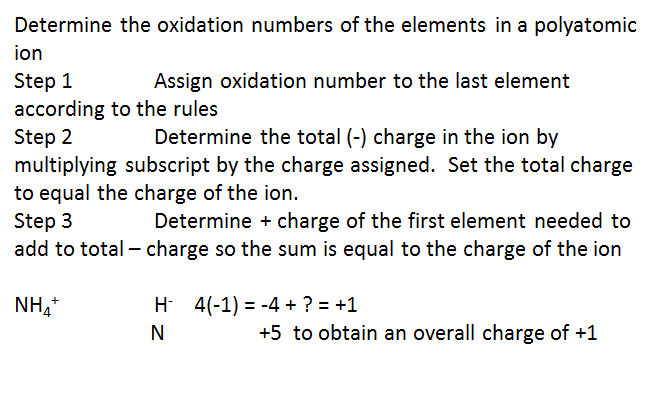 Determine the oxidation numbers of the elements in a polyatomic
ion
Step 1 Assign oxidation number to the last element
according to the rules
Step 2 Determine the total (-) charge in the ion by
multiplying subscript by the charge assigned. Set the total charge
to equal the charge of the ion.
Step 3 Determine + charge of the first element needed to
add to total – charge so the sum is equal to the charge of the ion
NH₄⁺ H⁻ 4(-1) = -4 + ? = +1
N +5 to obtain an overall charge of +1